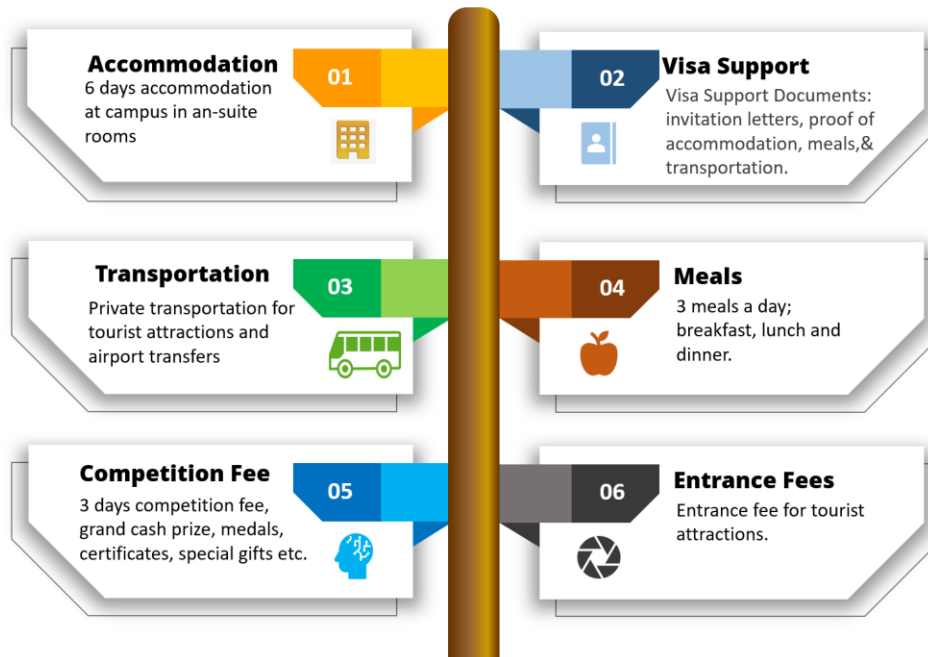 Accommodation
6 days accommodation
at campus in an-suite
rooms
01
02
Visa Support
Visa Support Documents:
invitation letters, proof of
accommodation, meals,&
transportation.
Transportation
Private transportation for
tourist attractions and
airport transfers
03
04
Meals
3 meals a day;
breakfast, lunch and
dinner.
Competition Fee
3 days competition fee,
grand cash prize, medals,
certificates, special gifts etc.
05
06
Entrance Fees
Entrance fee for tourist
attractions.